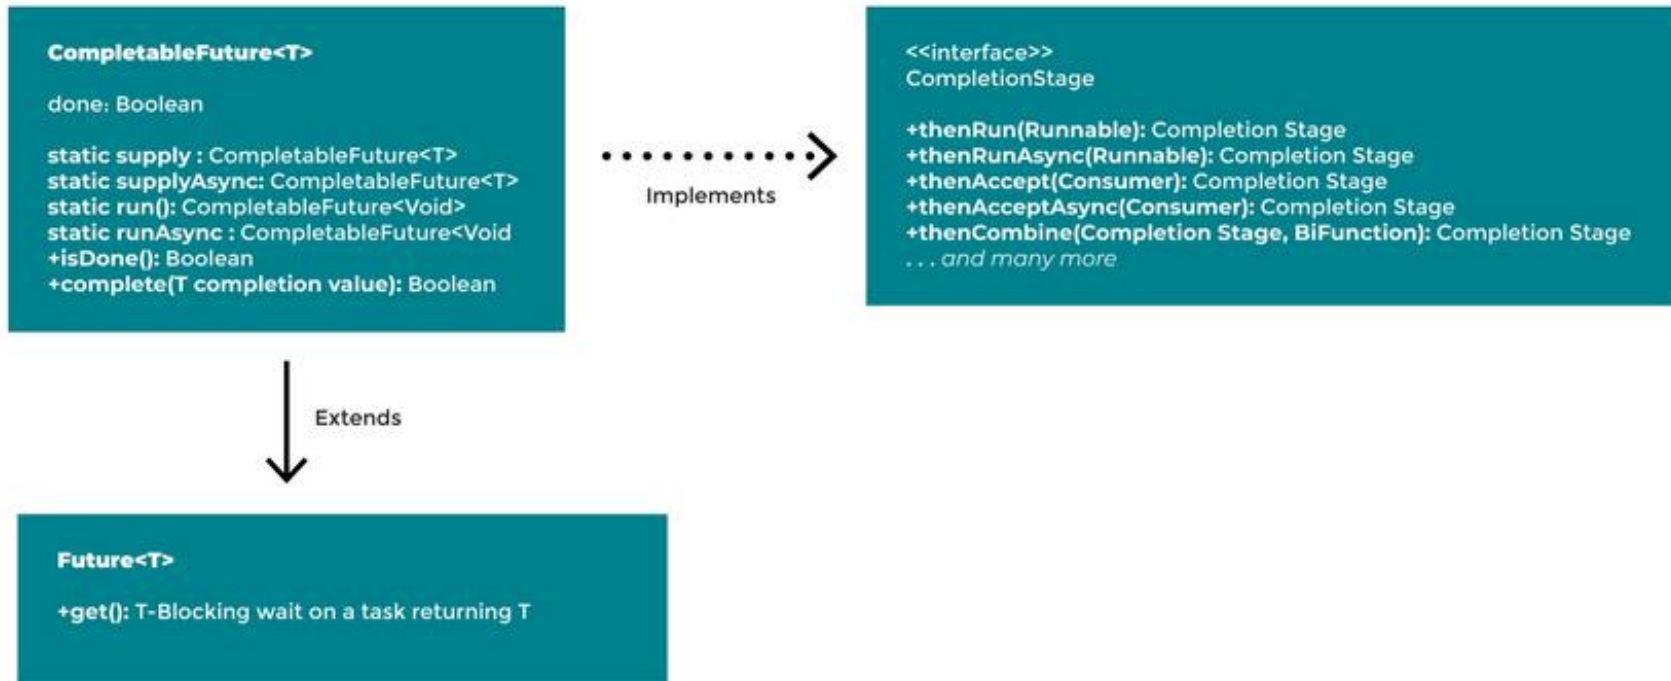 CompletableFuture<T>
done: Boolean
static supply : CompletableFuture<T>
static supplyAsync: CompletableFuture<T>
static run(): CompletableFuture<Void>
static runAsync : CompletableFuture<Void
+isDone(): Boolean
+complete(T completion value): Boolean
Implements
<<interface>>
CompletionStage
+thenRun(Runnable): Completion Stage
+thenRunAsync(Runnable): Completion Stage
+thenAccept(Consumer): Completion Stage
+thenAcceptAsync(Consumer): Completion Stage
+thenCombine(Completion Stage, BiFunction): Completion Stage
. . . and many more
Extends
Future<T>
+get(): T-Blocking wait on a task returning T